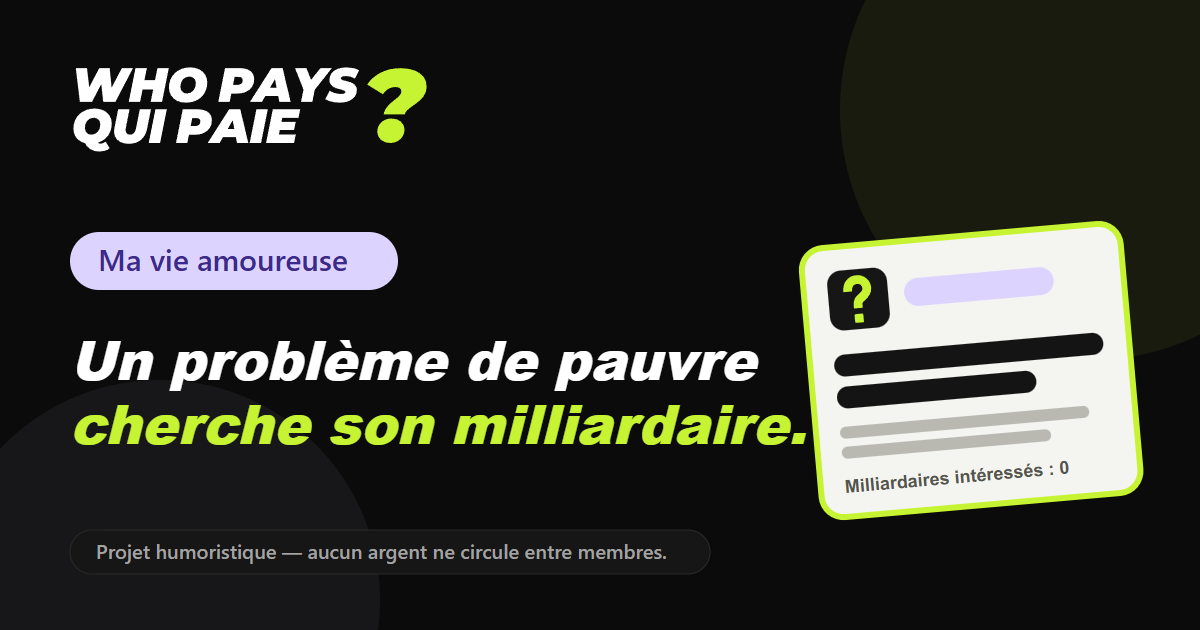 WHO PAYS
QUI PAIE ?
Ma vie amoureuse
Un problème de pauvre
cherche son milliardaire.
?
Milliardaires intéressés : 0
Projet humoristique — aucun argent ne circule entre membres.